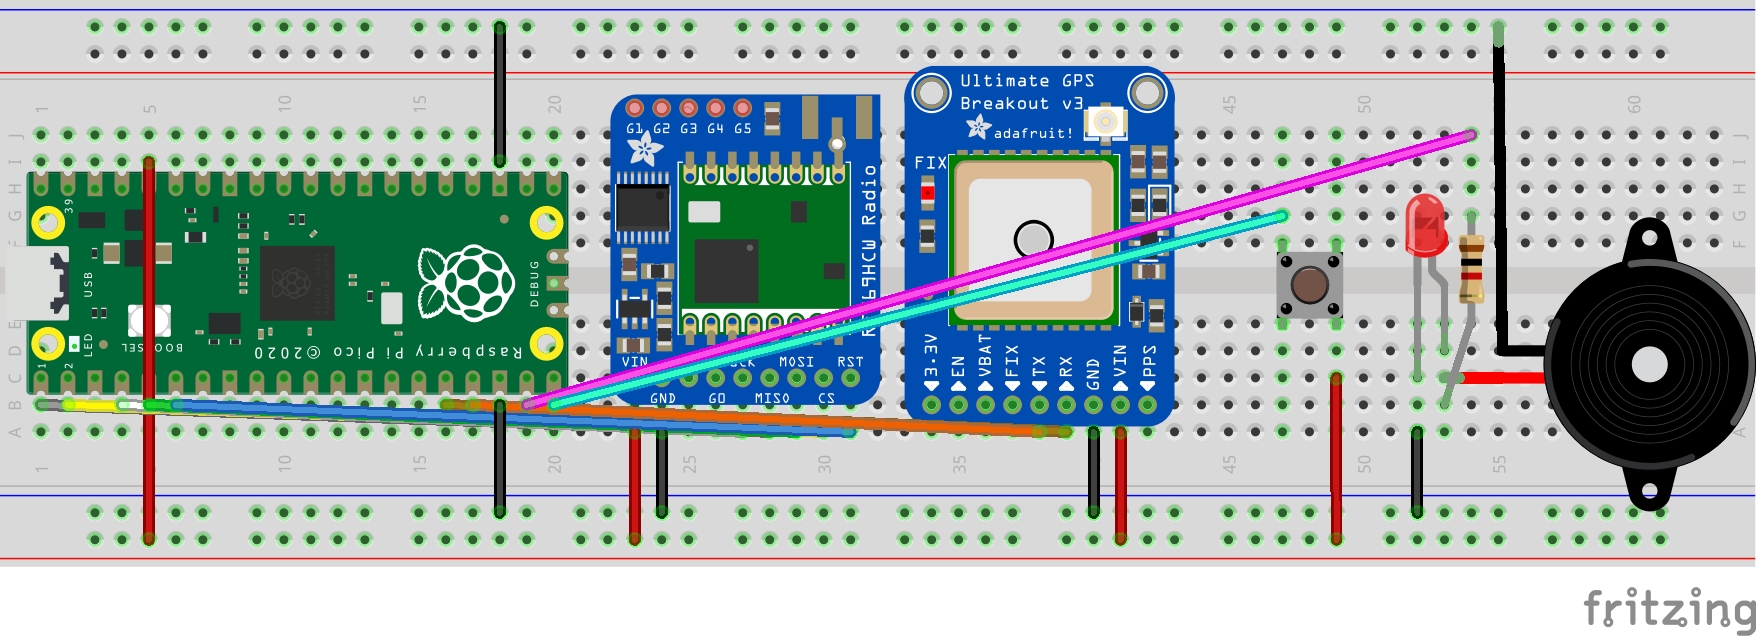 1 5 10 15 20 45 50 60
J J
I I
H H
G G
F F
E
D D
C C
B B
A A
1 5 10 15 20 25 30 35 45 50 55
39
USB
1 2
LED
BOOTSEL
DEBUG
Raspberry Pi Pico ©2020
G1 G2 G3 G4 G5
Radio
VIN MOSI RST
GND G0 MISO CS
Ultimate GPS
Breakout v3
adafruit!
FIX
3.3V EN VBAT FIX TX RX GND VIN PPS
fritzing